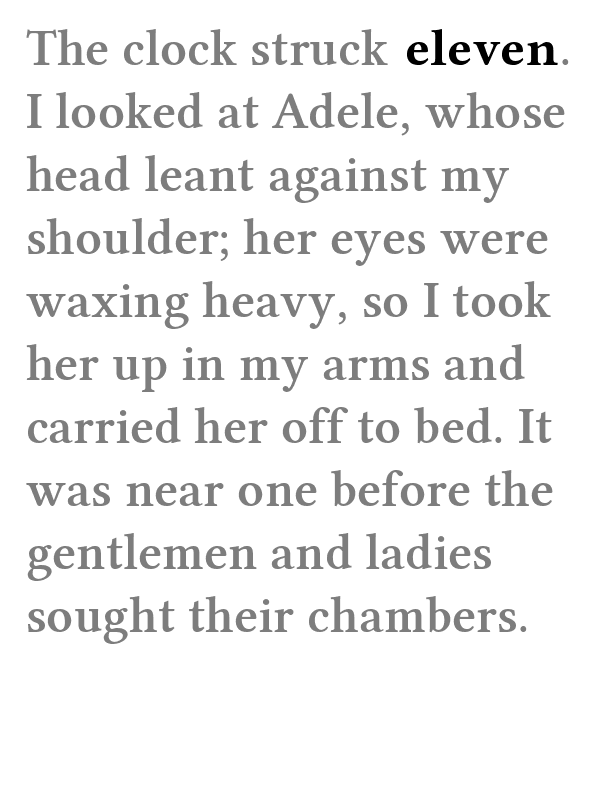 The clock struck eleven.
I looked at Adele, whose
head leant against my
shoulder; her eyes were
waxing heavy, so I took
her up in my arms and
carried her off to bed. It
was near one before the
gentlemen and ladies
sought their chambers.